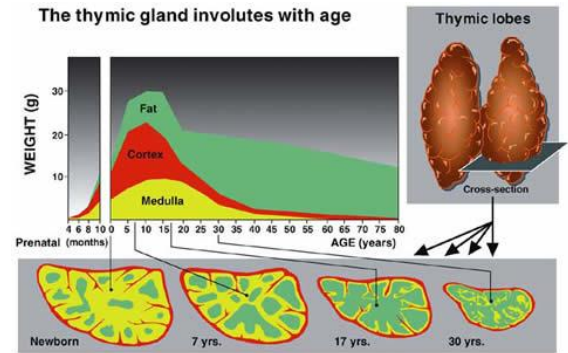 The thymic gland involutes with age
Thymic lobes
WEIGHT (g)
30
20
10
Fat
Cortex
Medulla
4 6 8 10 0 5 10 15 20 25 30 35 40 45 50 55 60 65 70 75 80
Prenatal (months)
AGE (years)
Cross-section
Newborn
7 yrs.
17 yrs.
30 yrs.